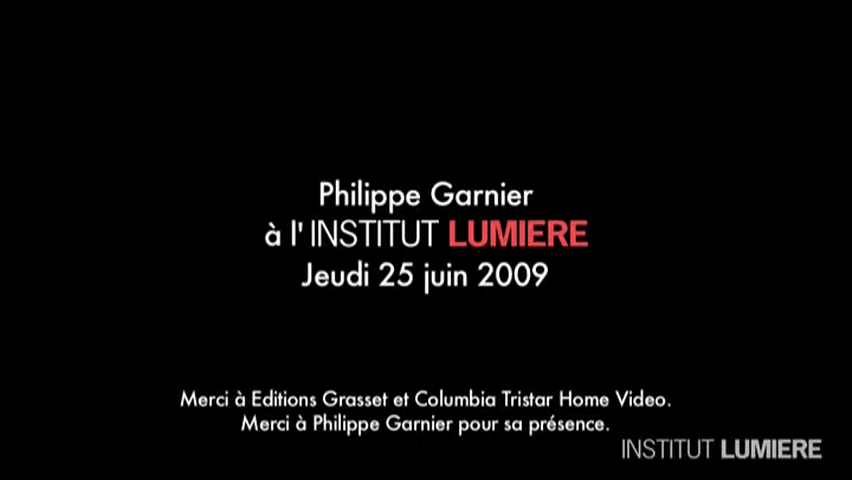 Philippe Garnier
à l'INSTITUT LUMIERE
Jeudi 25 juin 2009
Merci à Editions Grasset et Columbia Tristar Home Video.
Merci à Philippe Garnier pour sa présence.
INSTITUT LUMIERE